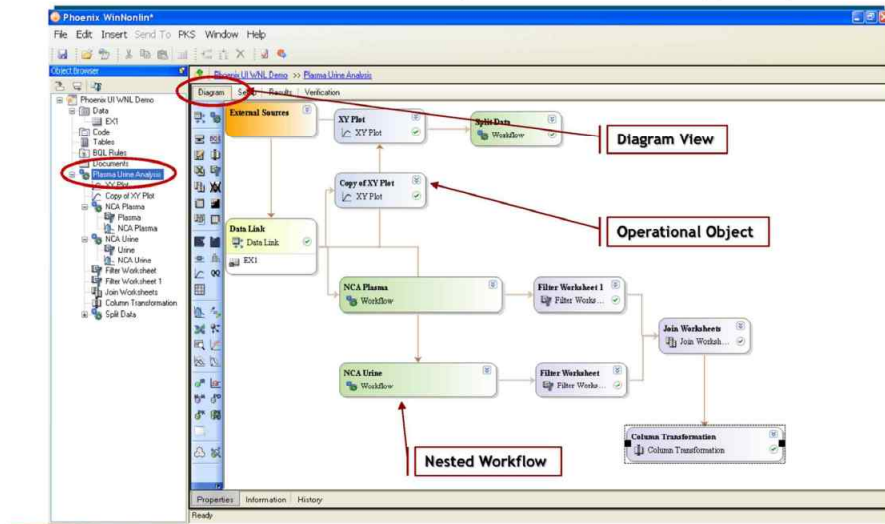 Phoenix WinNonlin*
File Edit Insert Send To PKS Window Help
Object Browser
Phoenix UI WNL Demo
Data
EX1
Code
Tables
BQL Rules
Documents
Plasma Urine Analysis
XY Plot
Copy of XY Plot
NCA Plasma
Plasma
NCA Plasma
NCA Urine
Urine
NCA Urine
Filter Worksheet
Filter Worksheet 1
Join Worksheets
Column Transformation
Split Data
Phoenix UI WNL Demo >> Plasma Urine Analysis
Diagram Setup Results Verification
External Sources
XY Plot
XY Plot
Split Data
Workflow
Diagram View
Copy of XY Plot
XY Plot
Operational Object
Data Link
Data Link
EX1
NCA Plasma
Workflow
Filter Worksheet 1
Filter Works...
Join Worksheets
Join Worksh...
NCA Urine
Workflow
Filter Worksheet
Filter Works...
Column Transformation
Column Transformation
Nested Workflow
Properties Information History
Ready